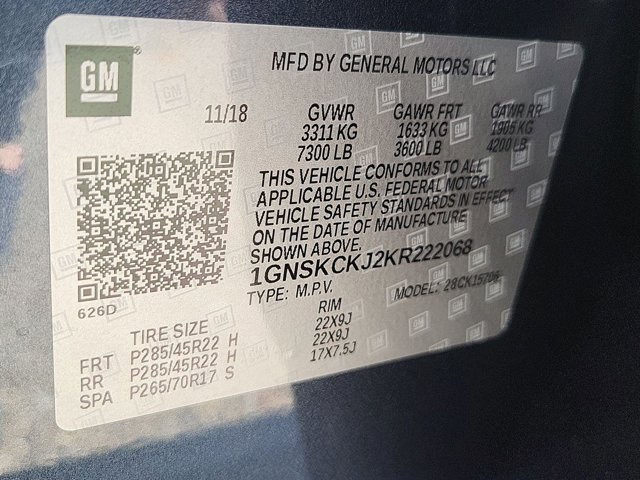 GM
MFD BY GENERAL MOTORS LLC
11/18 GVWR GAWR FRT GAWR RR
3311 KG 1633 KG 1905 KG
7300 LB 3600 LB 4200 LB
THIS VEHICLE CONFORMS TO ALL
APPLICABLE U.S. FEDERAL MOTOR
VEHICLE SAFETY STANDARDS IN EFFECT
ON THE DATE OF MANUFACTURE
SHOWN ABOVE.
1GNSKCKJ2KR222068
626D
TYPE: M.P.V. MODEL:
TIRE SIZE RIM
FRT P285/45R22 H 22X9J
RR P285/45R22 H 22X9J
SPA P265/70R17 S 17X7.5J